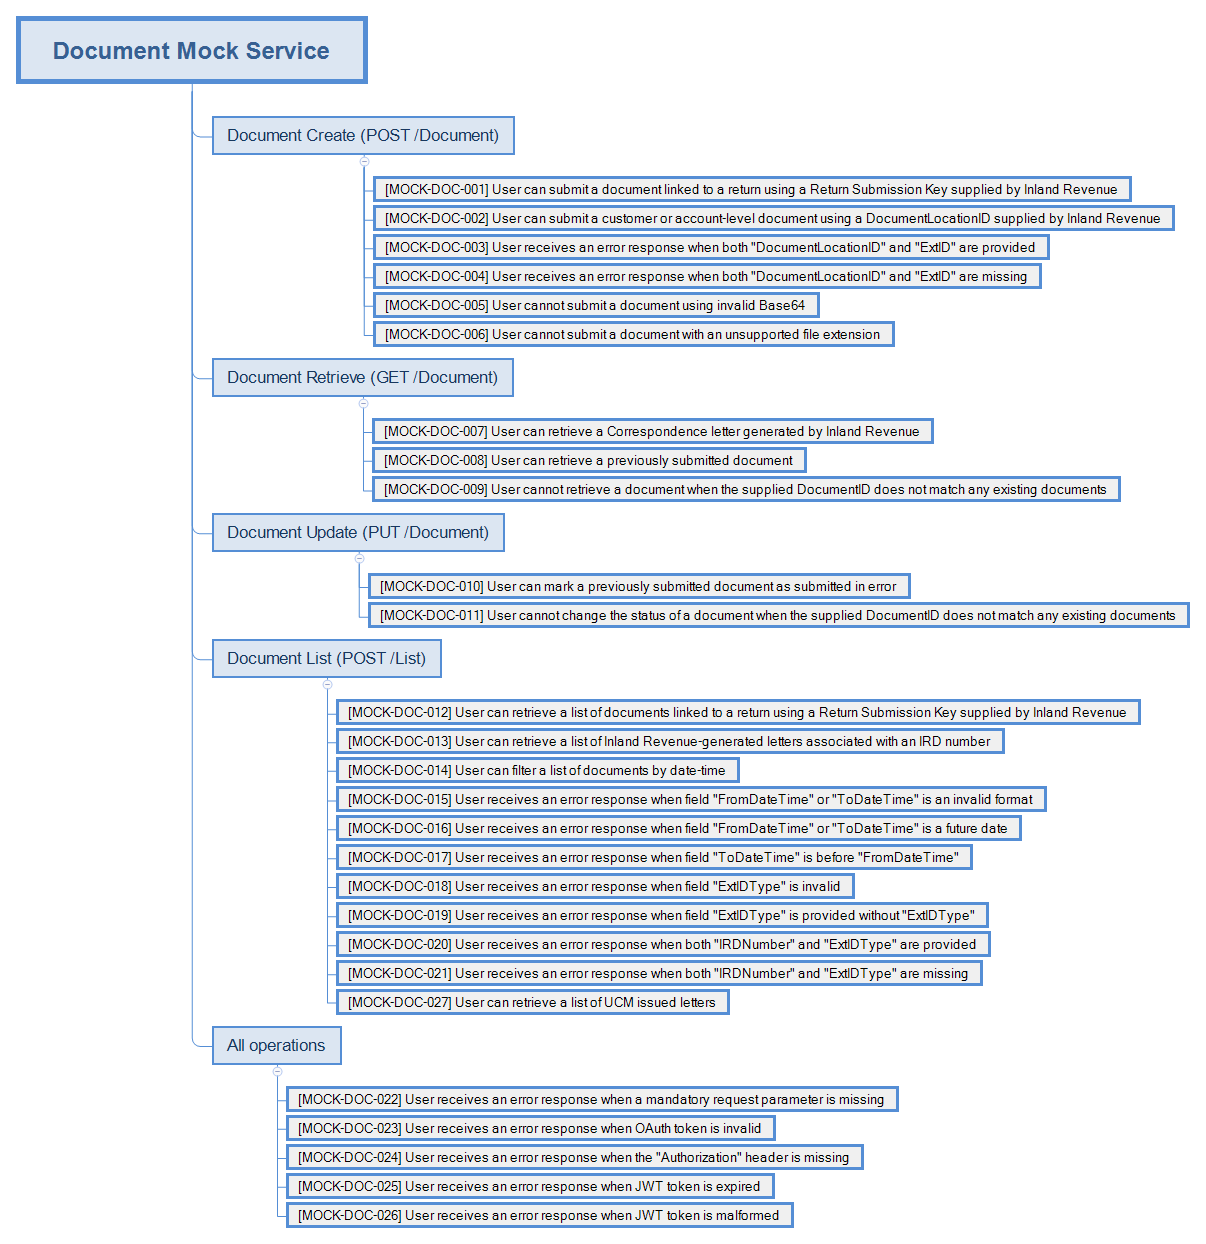 Document Mock Service
Document Create (POST /Document)
[MOCK-DOC-001] User can submit a document linked to a return using a Return Submission Key supplied by Inland Revenue
[MOCK-DOC-002] User can submit a customer or account-level document using a DocumentLocationID supplied by Inland Revenue
[MOCK-DOC-003] User receives an error response when both "DocumentLocationID" and "ExtID" are provided
[MOCK-DOC-004] User receives an error response when both "DocumentLocationID" and "ExtID" are missing
[MOCK-DOC-005] User cannot submit a document using invalid Base64
[MOCK-DOC-006] User cannot submit a document with an unsupported file extension
Document Retrieve (GET /Document)
[MOCK-DOC-007] User can retrieve a Correspondence letter generated by Inland Revenue
[MOCK-DOC-008] User can retrieve a previously submitted document
[MOCK-DOC-009] User cannot retrieve a document when the supplied DocumentID does not match any existing documents
Document Update (PUT /Document)
[MOCK-DOC-010] User can mark a previously submitted document as submitted in error
[MOCK-DOC-011] User cannot change the status of a document when the supplied DocumentID does not match any existing documents
Document List (POST /List)
[MOCK-DOC-012] User can retrieve a list of documents linked to a return using a Return Submission Key supplied by Inland Revenue
[MOCK-DOC-013] User can retrieve a list of Inland Revenue-generated letters associated with an IRD number
[MOCK-DOC-014] User can filter a list of documents by date-time
[MOCK-DOC-015] User receives an error response when field "FromDateTime" or "ToDateTime" is an invalid format
[MOCK-DOC-016] User receives an error response when field "FromDateTime" or "ToDateTime" is a future date
[MOCK-DOC-017] User receives an error response when field "ToDateTime" is before "FromDateTime"
[MOCK-DOC-018] User receives an error response when field "ExtIDType" is invalid
[MOCK-DOC-019] User receives an error response when field "ExtIDType" is provided without "ExtIDType"
[MOCK-DOC-020] User receives an error response when both "IRDNumber" and "ExtIDType" are provided
[MOCK-DOC-021] User receives an error response when both "IRDNumber" and "ExtIDType" are missing
[MOCK-DOC-027] User can retrieve a list of UCM issued letters
All operations
[MOCK-DOC-022] User receives an error response when a mandatory request parameter is missing
[MOCK-DOC-023] User receives an error response when OAuth token is invalid
[MOCK-DOC-024] User receives an error response when the "Authorization" header is missing
[MOCK-DOC-025] User receives an error response when JWT token is expired
[MOCK-DOC-026] User receives an error response when JWT token is malformed